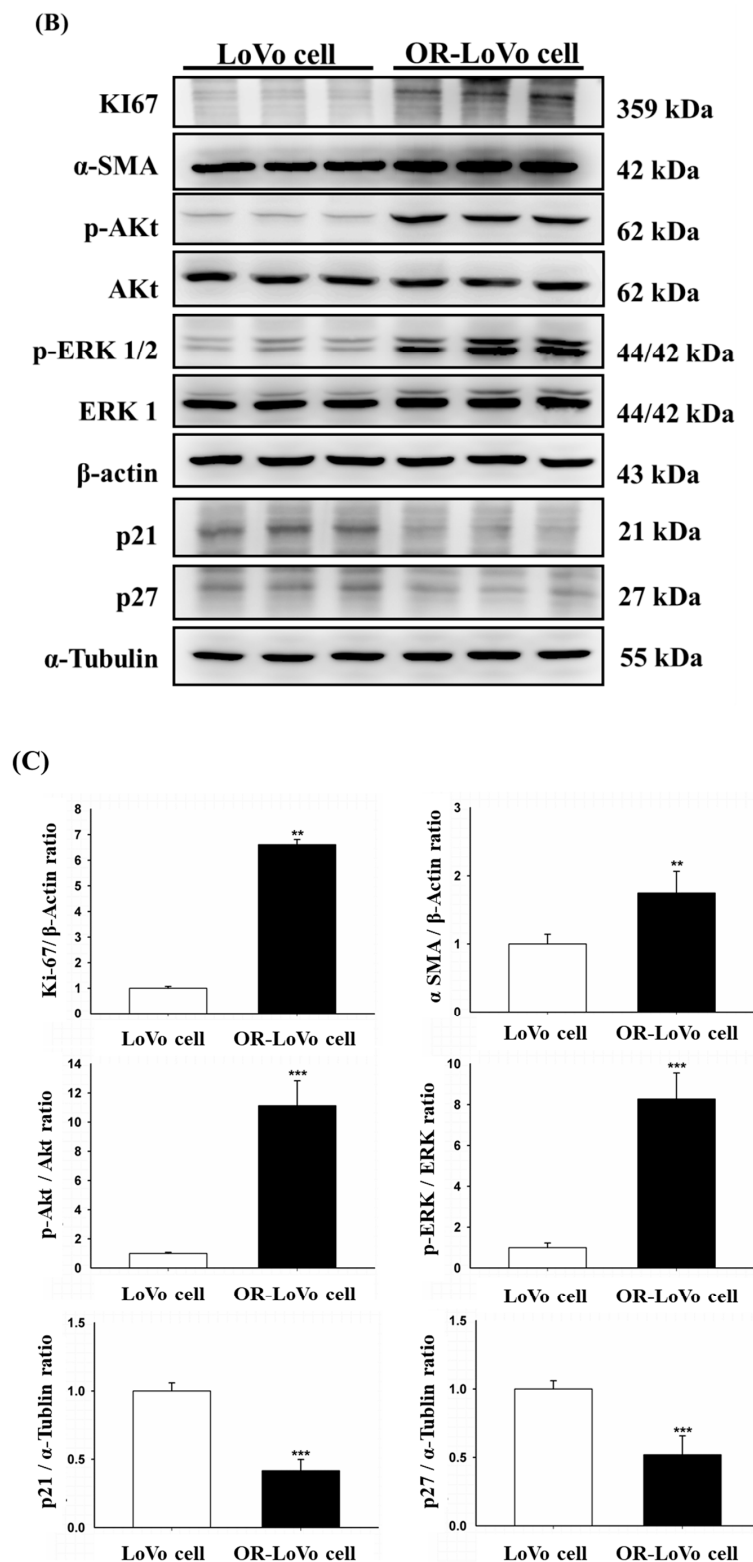 (B)
LoVo cell OR-LoVo cell
KI67 359 kDa
α-SMA 42 kDa
p-AKt 62 kDa
AKt 62 kDa
p-ERK 1/2 44/42 kDa
ERK 1 44/42 kDa
β-actin 43 kDa
p21 21 kDa
p27 27 kDa
α-Tubulin 55 kDa
(C)
Ki-67/ β-Actin ratio
8
7
6
5
4
3
2
1
0
**
LoVo cell OR-LoVo cell
α SMA / β-Actin ratio
3
2
1
0
**
LoVo cell OR-LoVo cell
p-Akt / Akt ratio
14
12
10
8
6
4
2
0
***
LoVo cell OR-LoVo cell
p-ERK / ERK ratio
10
8
6
4
2
0
***
LoVo cell OR-LoVo cell
p21 / α-Tublin ratio
1.5
1.0
0.5
0.0
***
LoVo cell OR-LoVo cell
p27 / α-Tublin ratio
1.5
1.0
0.5
0.0
***
LoVo cell OR-LoVo cell